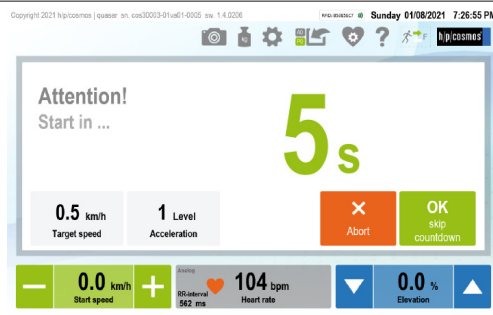 Copyright 2021 h/p/cosmos | quasar sn. cos30003-01va01-0005 sw. 1.4.0206
Sunday 01/08/2021 7:26:55 PM
kg
F
h/p/cosmos
Attention!
Start in ...
5 s
0.5 km/h
Target speed
1 Level
Acceleration
Abort
OK
skip
countdown
0.0 km/h
Start speed
RR-interval
562 ms
104 bpm
Heart rate
0.0 %
Elevation